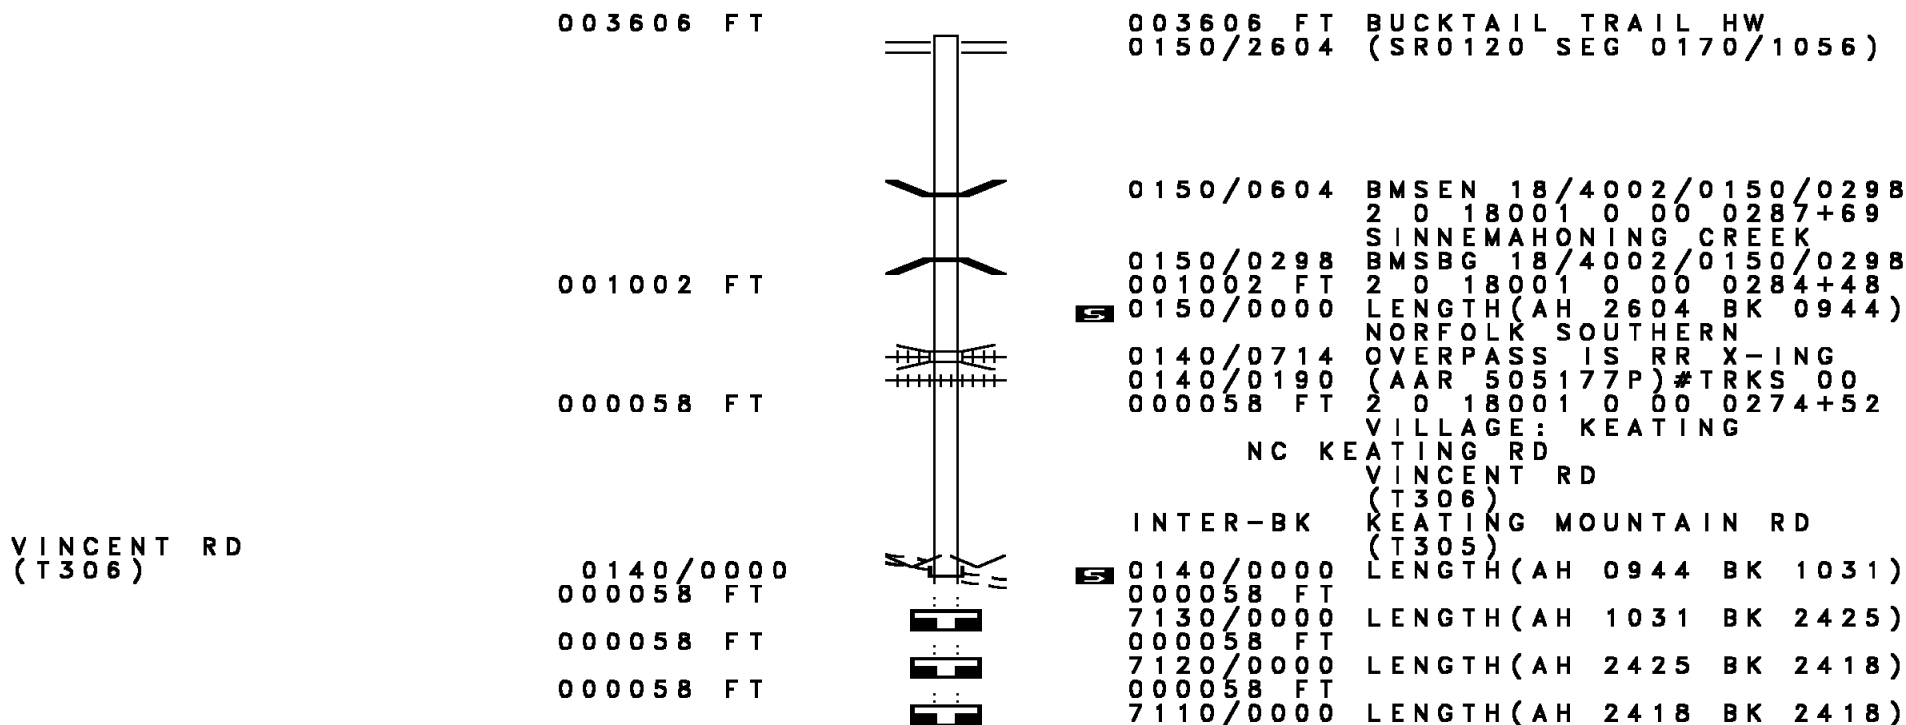 003606 FT 003606 FT BUCKTAIL TRAIL HW
0150/2604 (SR0120 SEG 0170/1056)
0150/0604 BMSEN 18/4002/0150/0298
2 0 18001 0 00 0287+69
SINNEMAHONING CREEK
0150/0298 BMSBG 18/4002/0150/0298
001002 FT 001002 FT 2 0 18001 0 00 0284+48
S 0150/0000 LENGTH(AH 2604 BK 0944)
NORFOLK SOUTHERN
0140/0714 OVERPASS IS RR X-ING
0140/0190 (AAR 505177P)#TRKS 00
000058 FT 000058 FT 2 0 18001 0 00 0274+52
VILLAGE: KEATING
NC KEATING RD
VINCENT RD
(T306)
INTER-BK KEATING MOUNTAIN RD
VINCENT RD (T305)
(T306) 0140/0000 S 0140/0000 LENGTH(AH 0944 BK 1031)
000058 FT 000058 FT
7130/0000 LENGTH(AH 1031 BK 2425)
000058 FT 000058 FT
7120/0000 LENGTH(AH 2425 BK 2418)
000058 FT 000058 FT
7110/0000 LENGTH(AH 2418 BK 2418)